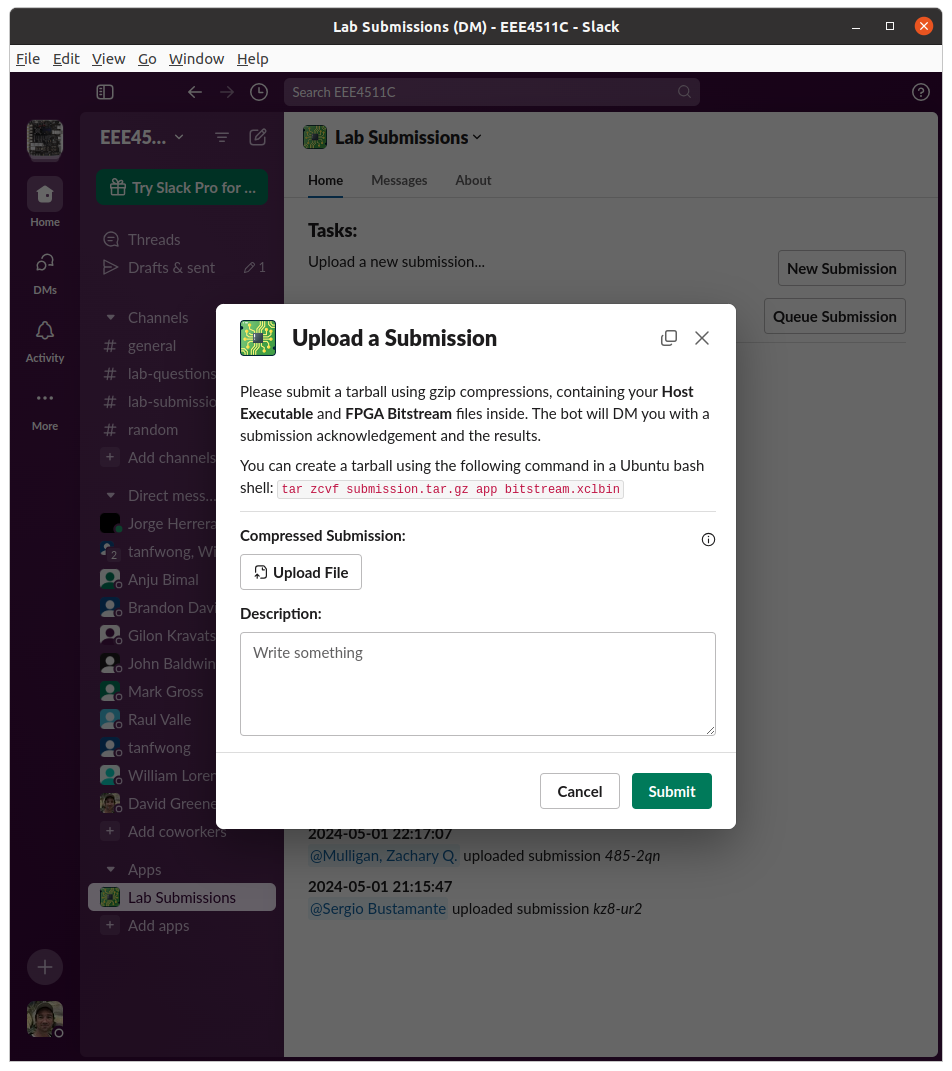 Lab Submissions (DM) - EEE4511C - Slack
File Edit View Go Window Help
Search EEE4511C
EEE45...
Try Slack Pro for ...
Home
DMs
Activity
More
Threads
Drafts & sent 1
Channels
general
lab-questions
lab-submissio
random
Add channels
Direct mess...
Jorge Herrera
2 tanfwong, Wi
Anju Bimal
Brandon Davi
Gilon Kravats
John Baldwin
Mark Gross
Raul Valle
tanfwong
William Loren
David Greene
Add coworkers
Apps
Lab Submissions
Add apps
Lab Submissions
Home Messages About
Tasks:
Upload a new submission...
New Submission
Queue Submission
Upload a Submission
Please submit a tarball using gzip compressions, containing your Host
Executable and FPGA Bitstream files inside. The bot will DM you with a
submission acknowledgement and the results.
You can create a tarball using the following command in a Ubuntu bash
shell: tar zcvf submission.tar.gz app bitstream.xclbin
Compressed Submission:
Upload File
Description:
Write something
Cancel Submit
2024-05-01 22:17:07
@Mulligan, Zachary Q. uploaded submission 485-2qn
2024-05-01 21:15:47
@Sergio Bustamante uploaded submission kz8-ur2